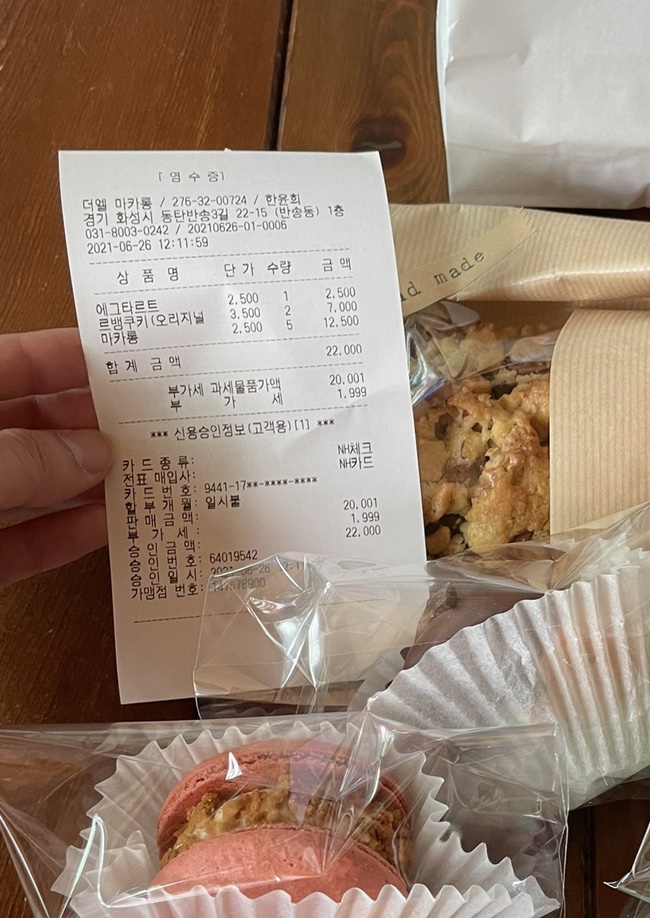 [영수증]
더엘 마카롱 / 276-32-00724 / 한윤희
경기 화성시 동탄반송3길 22-15 (반송동) 1층
031-8003-0242 / 20210626-01-0006
2021-06-26 12:11:59
상 품 명 단 가 수량 금 액
에그타르트 2,500 1 2,500
르뱅쿠키(오리지널 3,500 2 7,000
마카롱 2,500 5 12,500
합 계 금 액 22,000
부가세 과세물품가액 20,001
부 가 세 1,999
*** 신용승인정보(고객용)[1] ***
카 드 종 류: NH체크
전표 매입사: NH카드
카 드 번 호: 9441-17**-****-****
할 부 개 월: 일시불
판 매 금 액: 20,001
부 가 세: 1,999
승 인 금 액: 22,000
승 인 번 호: 64019542
승 인 일 시: 2021-06-26 12:11
가맹점 번호: 147578900
d made